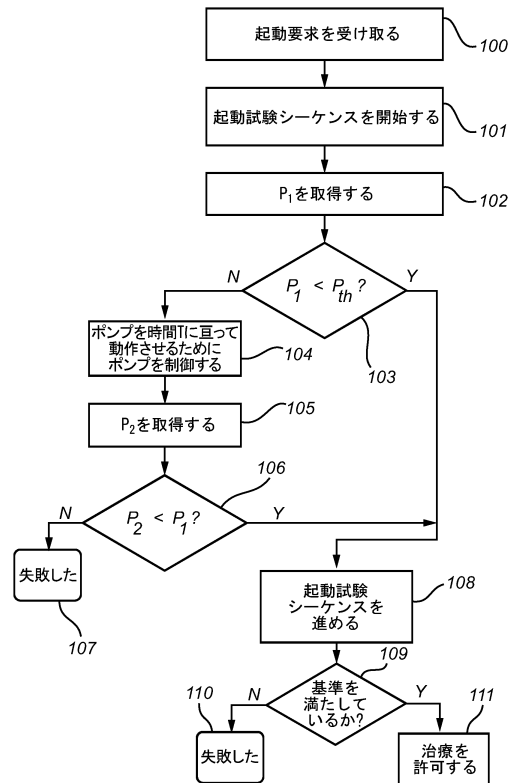 起動要求を受け取る
100
起動試験シーケンスを開始する
101
P1を取得する
102
P1 < Pth ?
N
Y
103
ポンプを時間Tに亘って
動作させるために
ポンプを制御する
104
P2を取得する
105
P2 < P1 ?
106
N
Y
失敗した
107
起動試験
シーケンスを
進める
108
基準を
満たして
いるか?
109
N
Y
110
失敗した
111
治療を
許可する